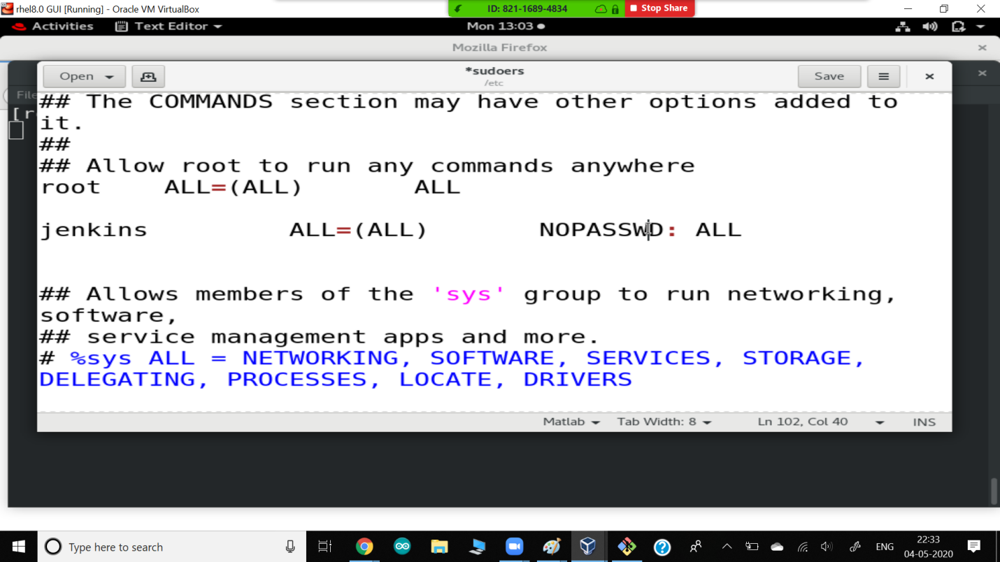 rhel8.0 GUI [Running] - Oracle VM VirtualBox
ID: 821-1689-4834
Stop Share
Activities
Text Editor
Mon 13:03
Mozilla Firefox
Open
*sudoers
/etc
Save
File
[r
## The COMMANDS section may have other options added to
it.
##
## Allow root to run any commands anywhere
root ALL=(ALL) ALL
jenkins ALL=(ALL) NOPASSWD: ALL
## Allows members of the 'sys' group to run networking,
software,
## service management apps and more.
# %sys ALL = NETWORKING, SOFTWARE, SERVICES, STORAGE,
DELEGATING, PROCESSES, LOCATE, DRIVERS
Matlab
Tab Width: 8
Ln 102, Col 40
INS
Type here to search
ENG
22:33
04-05-2020